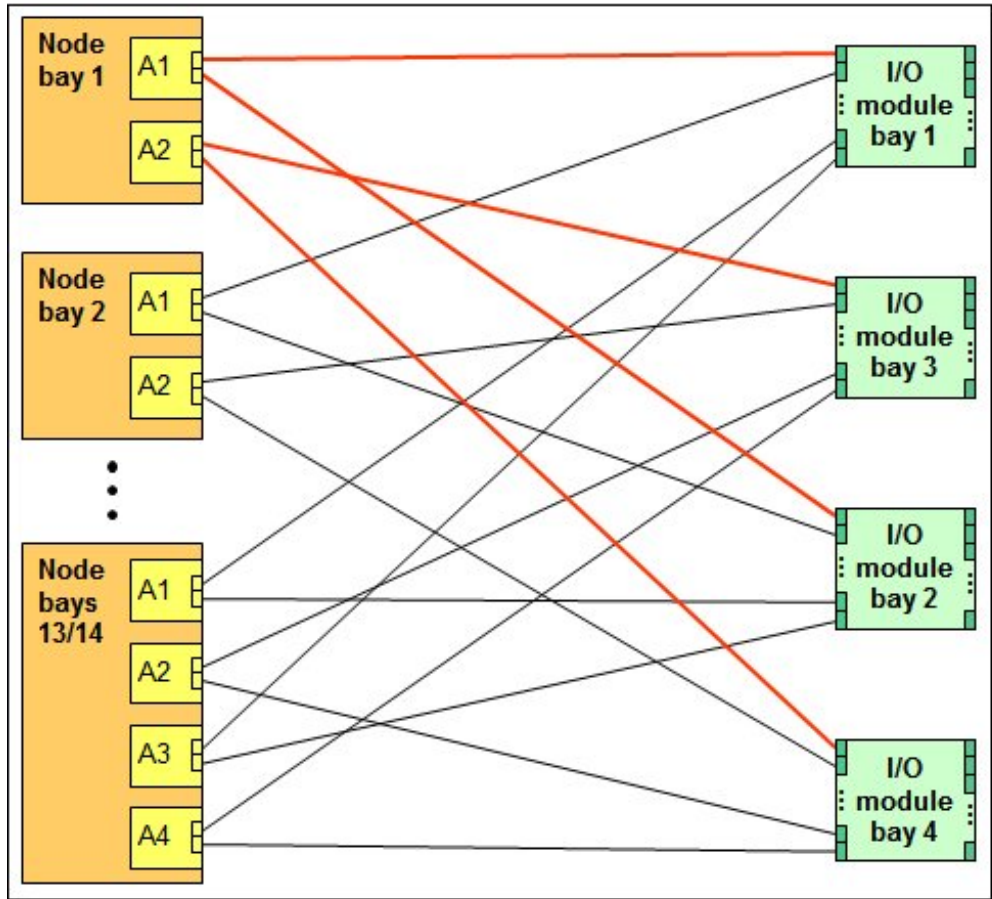 Node
bay 1
A1
A2
Node
bay 2
A1
A2
Node
bays
13/14
A1
A2
A3
A4
I/O
module
bay 1
I/O
module
bay 3
I/O
module
bay 2
I/O
module
bay 4